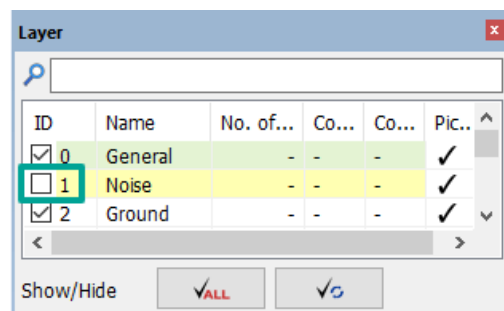 Layer
ID Name No. of... Co... Co... Pic..
0 General - - -
1 Noise - - -
2 Ground - - -
Show/Hide ALL